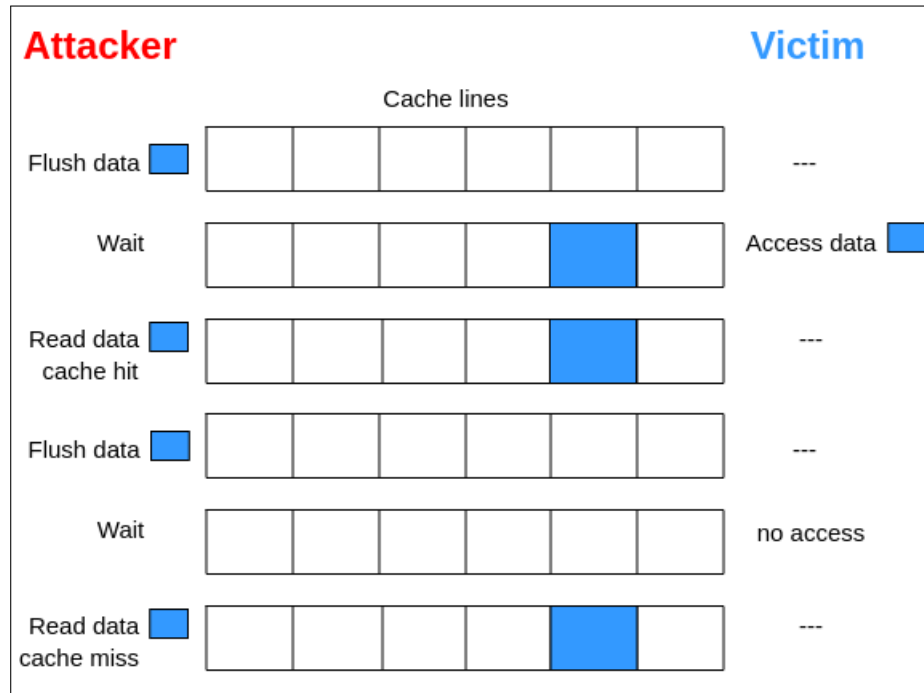 Attacker
Victim
Cache lines
Flush data
---
Wait
Access data
Read data
cache hit
---
Flush data
---
Wait
no access
Read data
cache miss
---